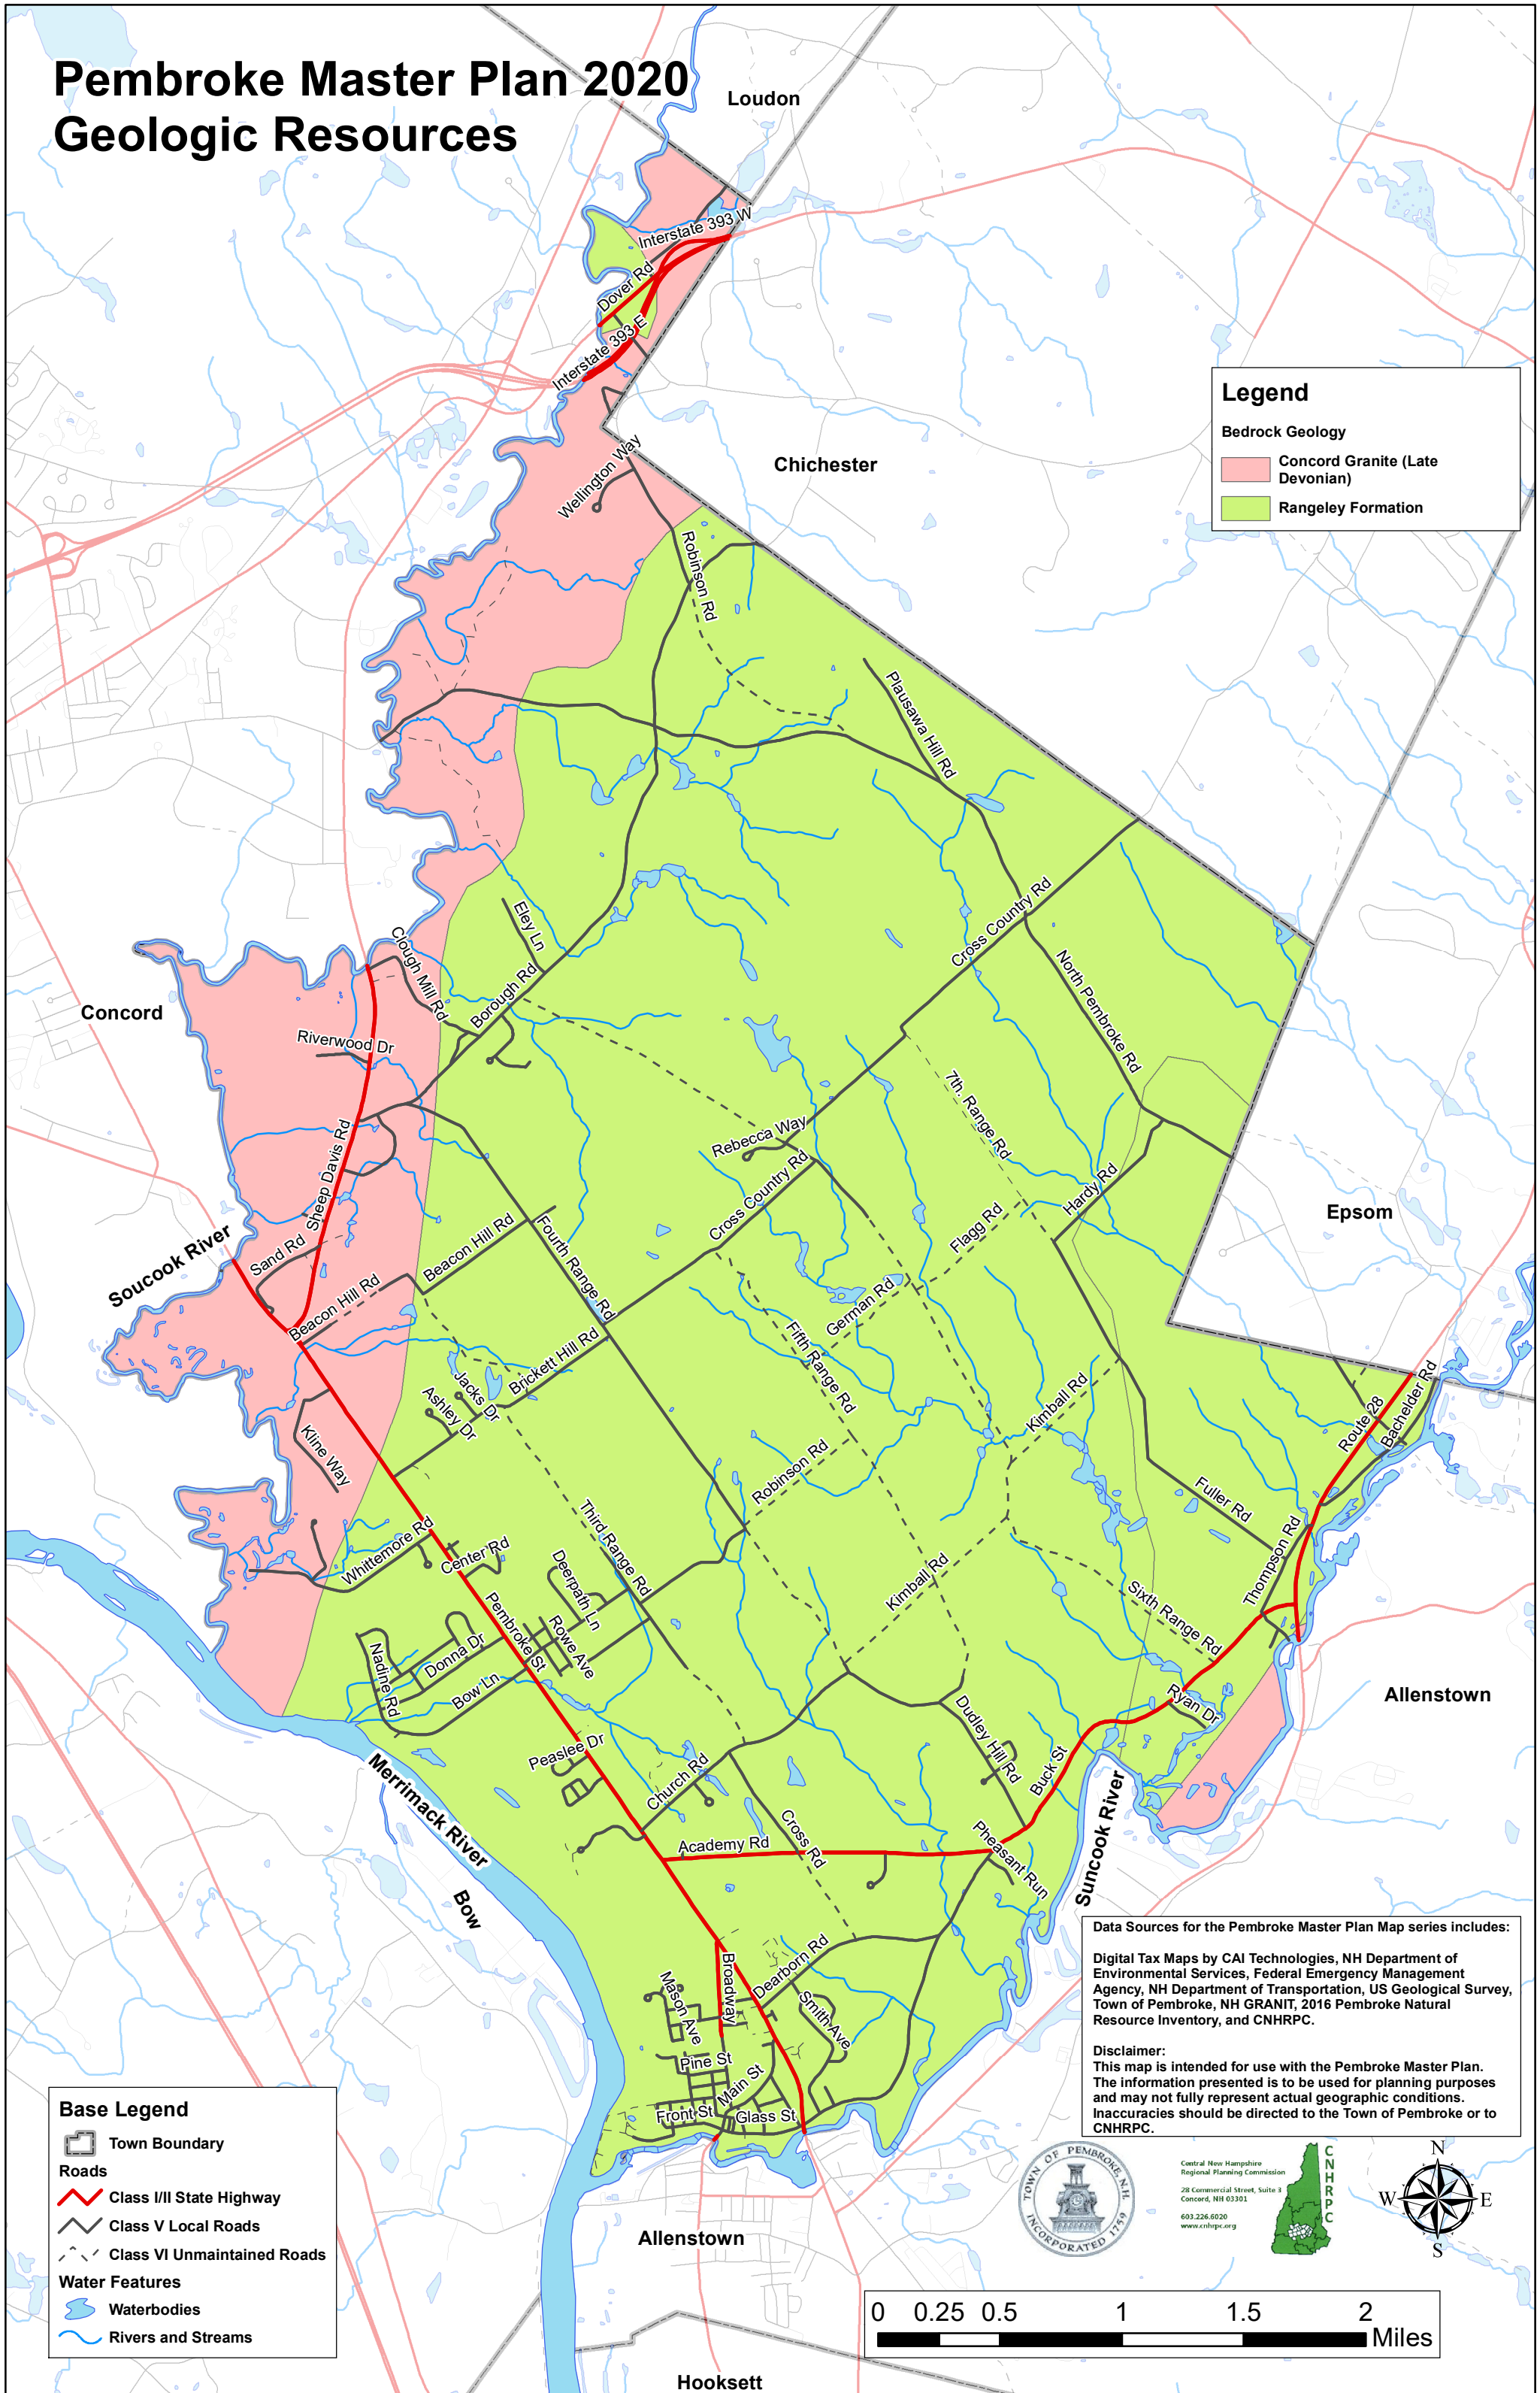 Pembroke Master Plan 2020
Geologic Resources
Loudon
Interstate 393 W
Dover Rd
Interstate 393 E
Legend
Bedrock Geology
Concord Granite (Late
Devonian)
Rangeley Formation
Chichester
Wellington Way
Robinson Rd
Plausawa Hill Rd
Cross Country Rd
Eley Ln
Clough Mill Rd
Borough Rd
North Pembroke Rd
Concord
Riverwood Dr
7th. Range Rd
Rebecca Way
Sheep Davis Rd
Cross Country Rd
Hardy Rd
Epsom
Soucook River
Sand Rd
Beacon Hill Rd
Fourth Range Rd
Flagg Rd
Beacon Hill Rd
German Rd
Brickett Hill Rd
Fifth Range Rd
Jacks Dr
Ashley Dr
Kimball Rd
Route 28
Bachelder Rd
Kline Way
Robinson Rd
Fuller Rd
Whittemore Rd
Center Rd
Third Range Rd
Thompson Rd
Deerpath Ln
Kimball Rd
Sixth Range Rd
Pembroke St
Rowe Ave
Donna Dr
Nadine Rd
Bow Ln
Ryan Dr
Allenstown
Dudley Hill Rd
Peaslee Dr
Buck St
Church Rd
Merrimack River
Cross Rd
Academy Rd
Pheasant Run
Suncook River
Bow
Broadway
Dearborn Rd
Mason Ave
Smith Ave
Pine St
Main St
Front St
Glass St
Data Sources for the Pembroke Master Plan Map series includes:
Digital Tax Maps by CAI Technologies, NH Department of
Environmental Services, Federal Emergency Management
Agency, NH Department of Transportation, US Geological Survey,
Town of Pembroke, NH GRANIT, 2016 Pembroke Natural
Resource Inventory, and CNHRPC.
Disclaimer:
This map is intended for use with the Pembroke Master Plan.
The information presented is to be used for planning purposes
and may not fully represent actual geographic conditions.
Inaccuracies should be directed to the Town of Pembroke or to
CNHRPC.
Base Legend
Town Boundary
Roads
Class I/II State Highway
Class V Local Roads
Class VI Unmaintained Roads
Water Features
Waterbodies
Rivers and Streams
TOWN OF PEMBROKE, N.H.
INCORPORATED 1759
Central New Hampshire
Regional Planning Commission
28 Commercial Street, Suite 3
Concord, NH 03301
603.226.6020
www.cnhrpc.org
CNHRPC
N
W E
S
Allenstown
0 0.25 0.5 1 1.5 2
Miles
Hooksett